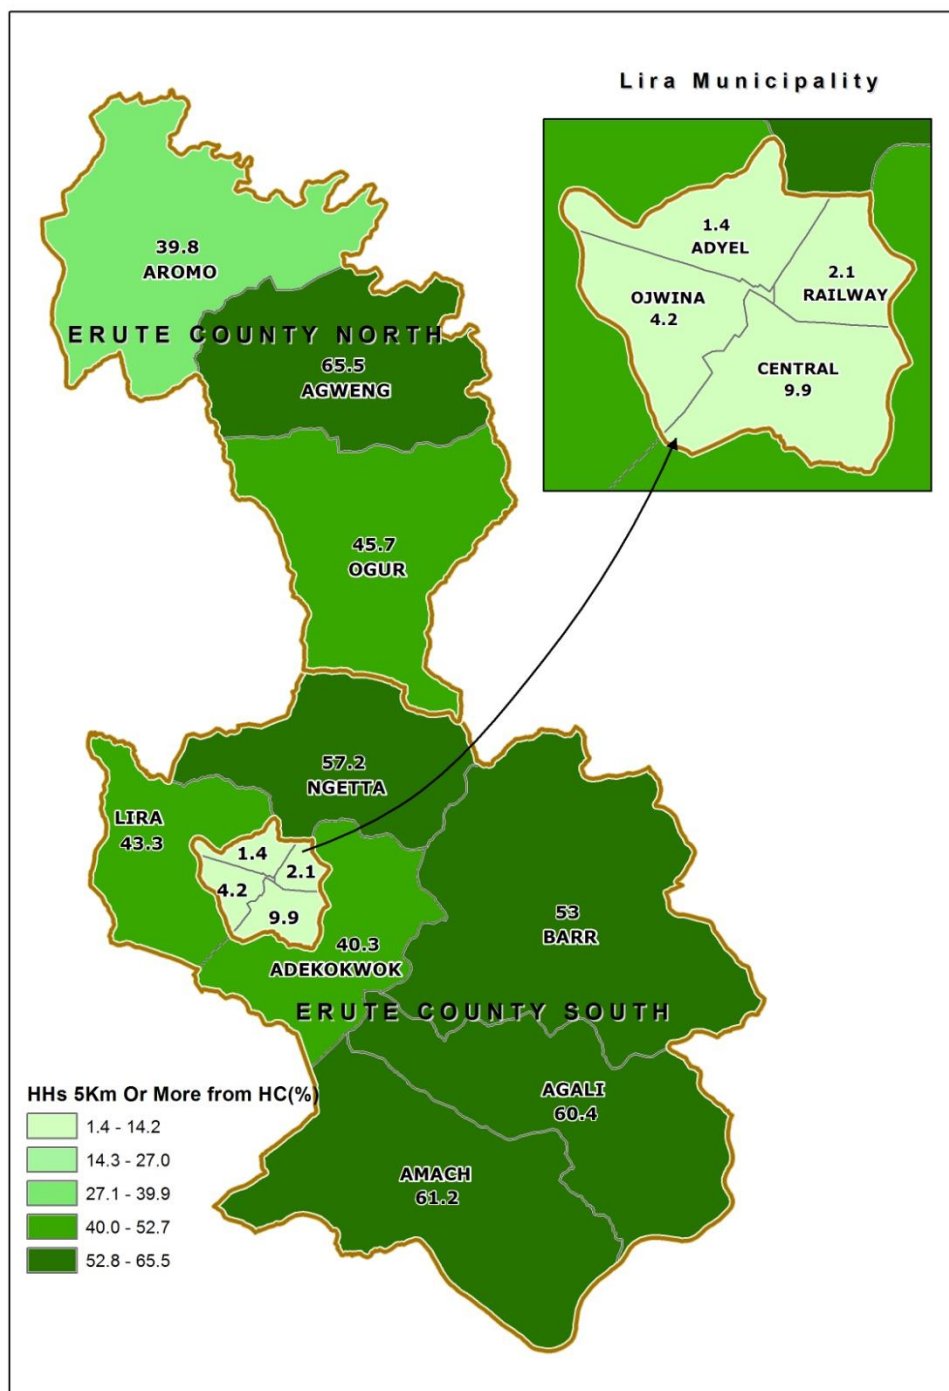 Lira Municipality
1.4
ADYEL
2.1
RAILWAY
OJWINA
4.2
CENTRAL
9.9
39.8
AROMO
ERUTE COUNTY NORTH
65.5
AGWENG
45.7
OGUR
57.2
NGETTA
LIRA
43.3
1.4
2.1
4.2
9.9
40.3
ADEKOKWOK
53
BARR
ERUTE COUNTY SOUTH
AGALI
60.4
AMACH
61.2
HHs 5Km Or More from HC(%)
1.4 - 14.2
14.3 - 27.0
27.1 - 39.9
40.0 - 52.7
52.8 - 65.5